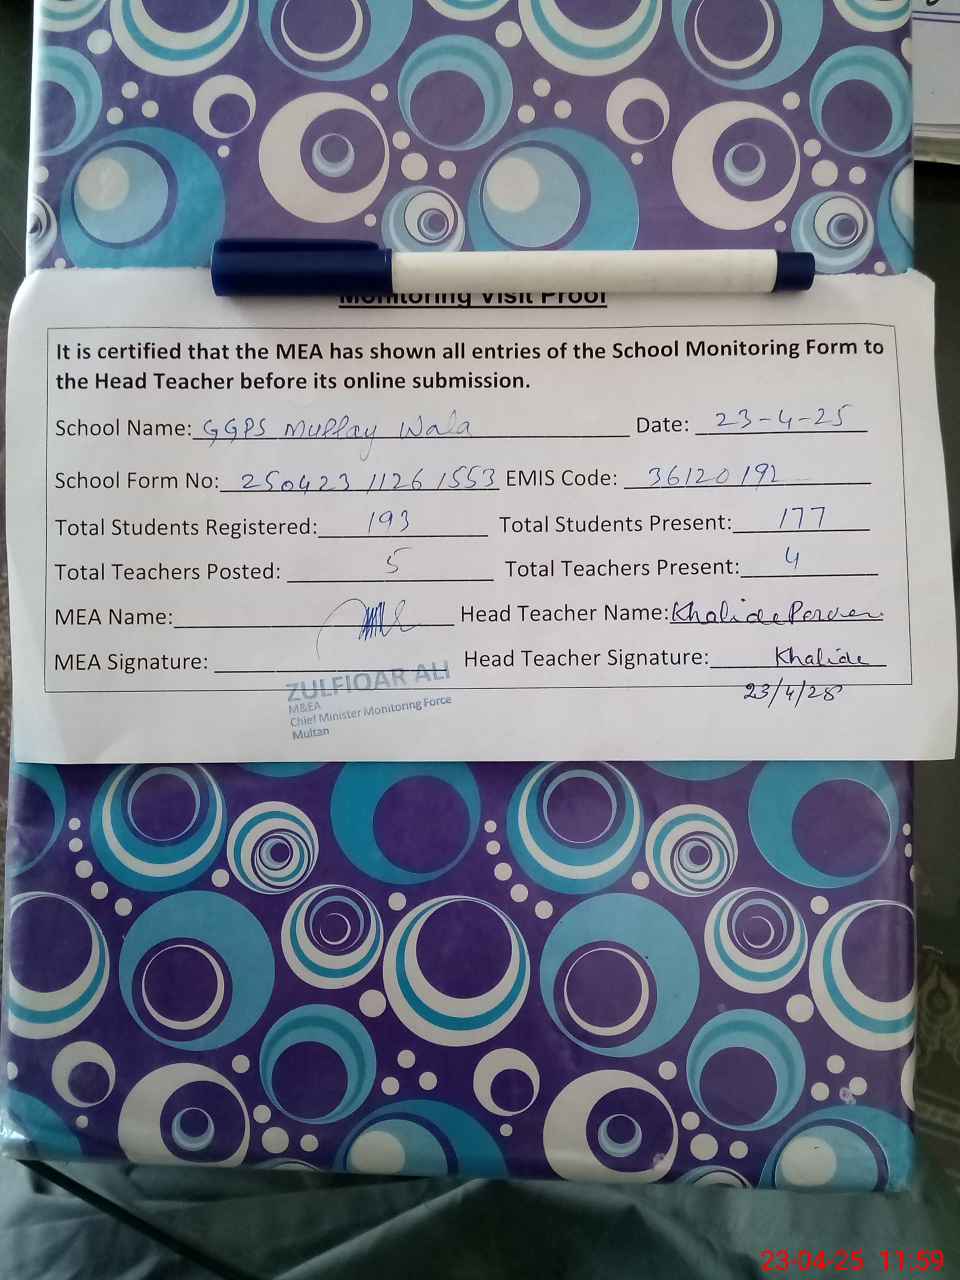 Monitoring Visit Proof
It is certified that the MEA has shown all entries of the School Monitoring Form to
the Head Teacher before its online submission.
School Name: GGPS Muffay Wala Date: 23-4-25
School Form No: 250423 1126 1553 EMIS Code: 36120192
Total Students Registered: 193 Total Students Present: 177
Total Teachers Posted: 5 Total Teachers Present: 4
MEA Name: Head Teacher Name: Khalida Parveen
MEA Signature: Head Teacher Signature: Khalida
ZULFIQAR ALI
M&EA
Chief Minister Monitoring Force
Multan
23/4/25
23-04-25 11:59